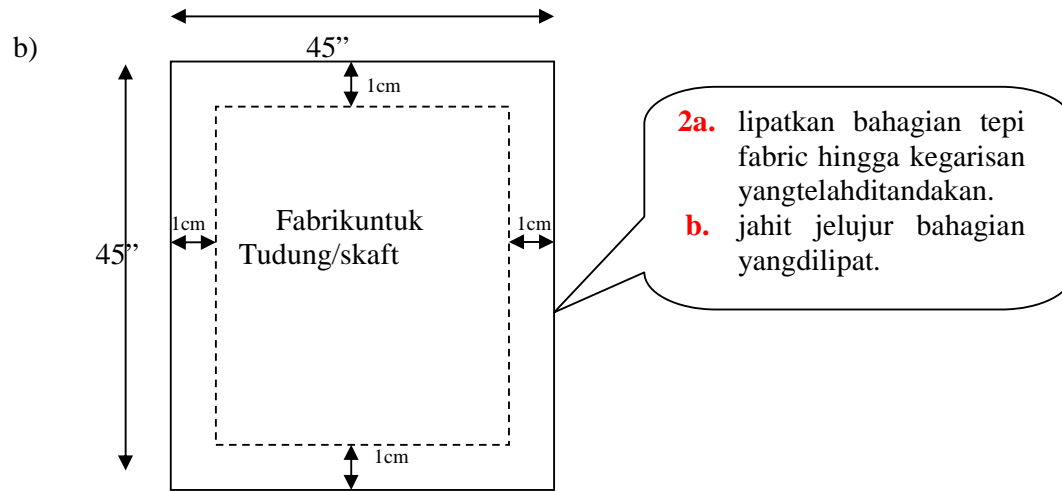 45”
b)
1cm
2a. lipatkan bahagian tepi
fabric hingga kegarisan
yangtelahditandakan.
b. jahit jelujur bahagian
yangdilipat.
1cm
Fabrikuntuk
1cm
45”
Tudung/skaft
1cm